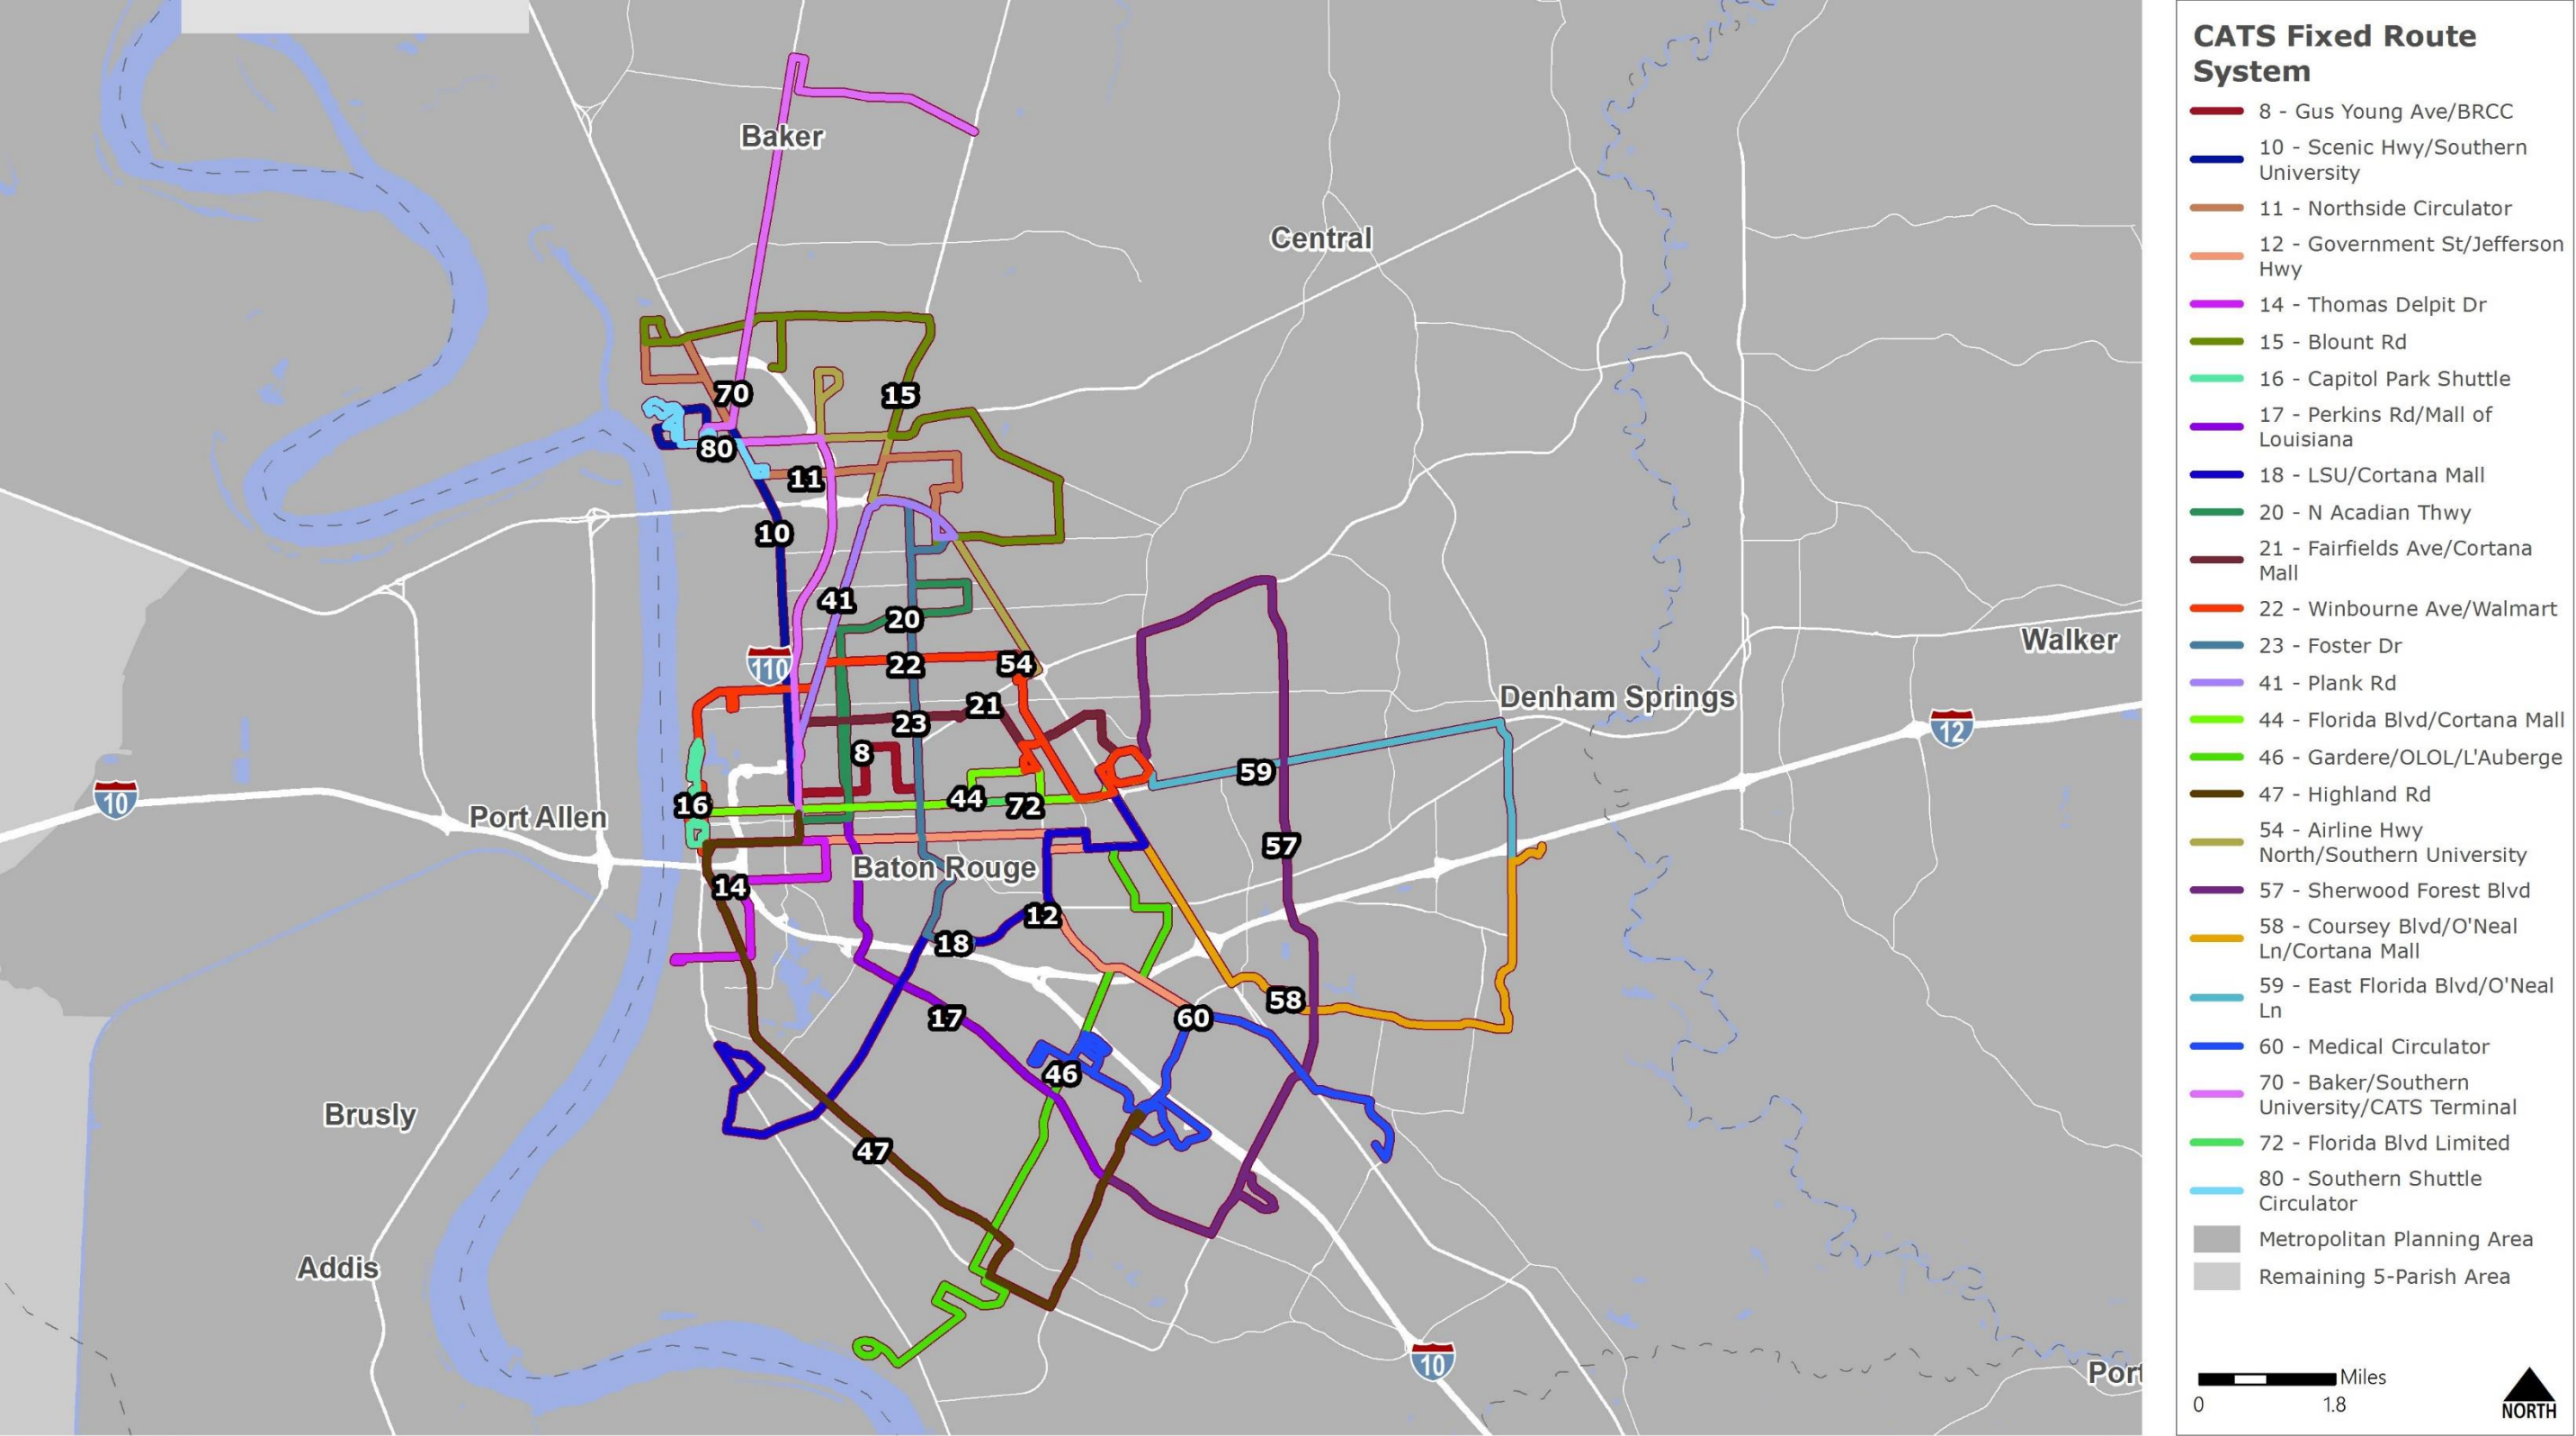 Baker
Central
70
15
80
11
10
41
20
110
22
54
Walker
21
Denham Springs
23
12
8
59
10
44
72
16
Port Allen
57
Baton Rouge
14
12
18
58
17
60
46
Brusly
47
Addis
10
Port
CATS Fixed Route
System
8 - Gus Young Ave/BRCC
10 - Scenic Hwy/Southern
University
11 - Northside Circulator
12 - Government St/Jefferson
Hwy
14 - Thomas Delpit Dr
15 - Blount Rd
16 - Capitol Park Shuttle
17 - Perkins Rd/Mall of
Louisiana
18 - LSU/Cortana Mall
20 - N Acadian Thwy
21 - Fairfields Ave/Cortana
Mall
22 - Winbourne Ave/Walmart
23 - Foster Dr
41 - Plank Rd
44 - Florida Blvd/Cortana Mall
46 - Gardere/OLOL/L'Auberge
47 - Highland Rd
54 - Airline Hwy
North/Southern University
57 - Sherwood Forest Blvd
58 - Coursey Blvd/O'Neal
Ln/Cortana Mall
59 - East Florida Blvd/O'Neal
Ln
60 - Medical Circulator
70 - Baker/Southern
University/CATS Terminal
72 - Florida Blvd Limited
80 - Southern Shuttle
Circulator
Metropolitan Planning Area
Remaining 5-Parish Area
Miles
0 1.8
NORTH